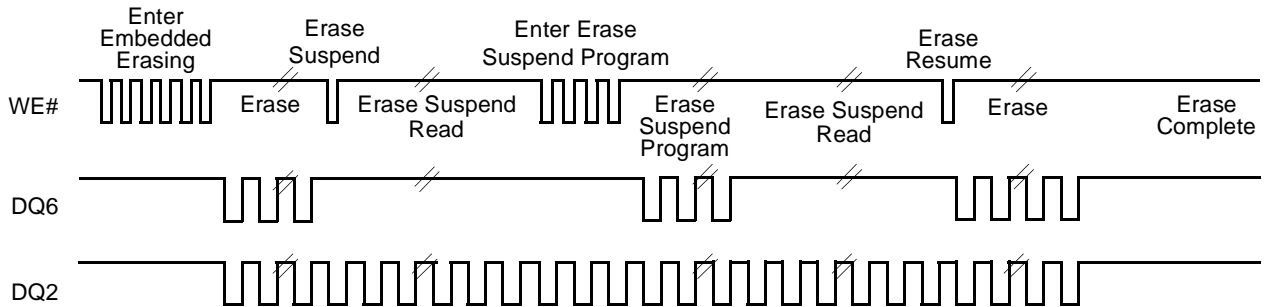 Enter
Embedded
Erasing
Erase
Suspend
Enter Erase
Suspend Program
Erase
Resume
WE#
Erase
Erase Suspend
Read
Erase
Suspend
Program
Erase Suspend
Read
Erase
Erase
Complete
DQ6
DQ2